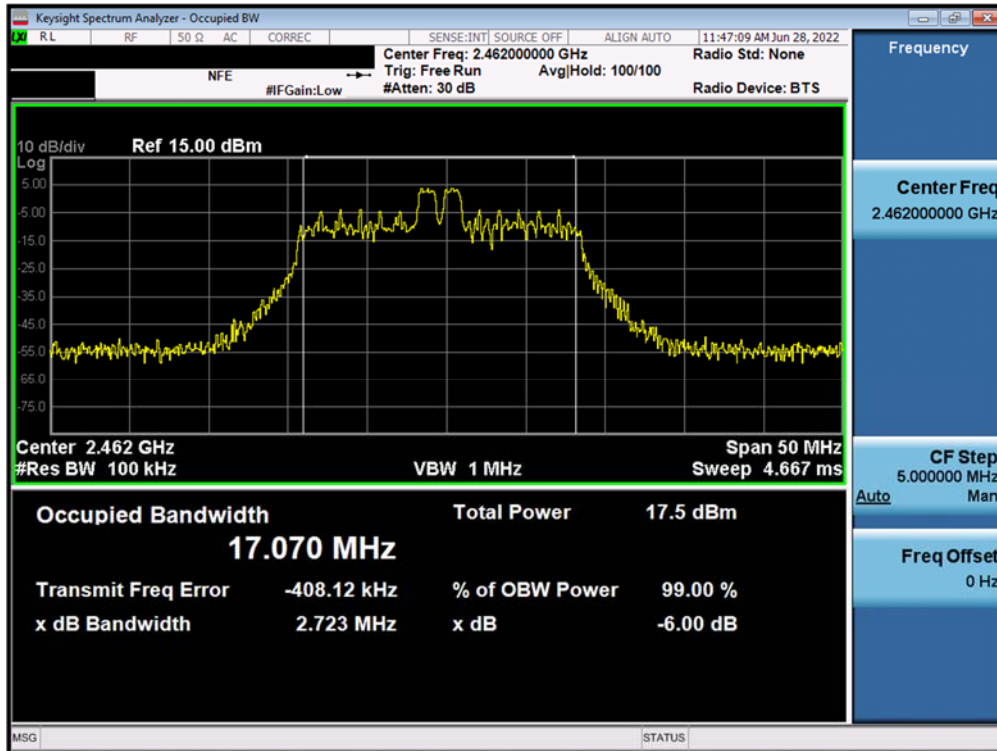 Keysight Spectrum Analyzer - Occupied BW
LXI RL RF 50 Ω AC CORREC SENSE:INT SOURCE OFF ALIGN AUTO 11:47:09 AM Jun 28, 2022
Center Freq: 2.462000000 GHz Radio Std: None
NFE Trig: Free Run Avg|Hold: 100/100
#IFGain:Low #Atten: 30 dB Radio Device: BTS
Frequency
10 dB/div Ref 15.00 dBm
Log
5.00
-5.00
-15.0
-25.0
-35.0
-45.0
-55.0
-65.0
-75.0
Center 2.462 GHz Span 50 MHz
#Res BW 100 kHz VBW 1 MHz Sweep 4.667 ms
Center Freq
2.462000000 GHz
CF Step
5.000000 MHz
Auto Man
Freq Offset
0 Hz
Occupied Bandwidth Total Power 17.5 dBm
17.070 MHz
Transmit Freq Error -408.12 kHz % of OBW Power 99.00 %
x dB Bandwidth 2.723 MHz x dB -6.00 dB
MSG STATUS